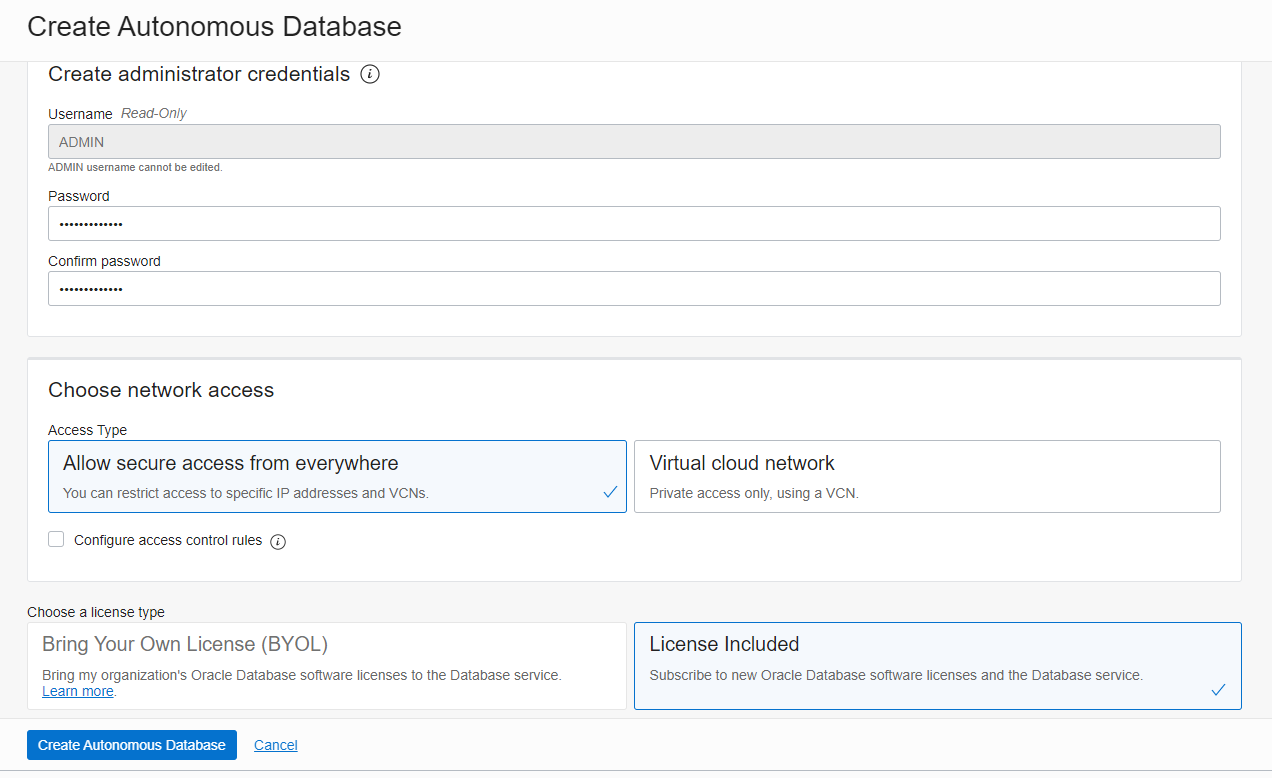 Create Autonomous Database
Create administrator credentials
Username Read-Only
ADMIN
ADMIN username cannot be edited.
Password
•••••••••••••
Confirm password
•••••••••••••
Choose network access
Access Type
Allow secure access from everywhere
You can restrict access to specific IP addresses and VCNs.
Virtual cloud network
Private access only, using a VCN.
Configure access control rules
Choose a license type
Bring Your Own License (BYOL)
Bring my organization's Oracle Database software licenses to the Database service.
Learn more.
License Included
Subscribe to new Oracle Database software licenses and the Database service.
Create Autonomous Database Cancel